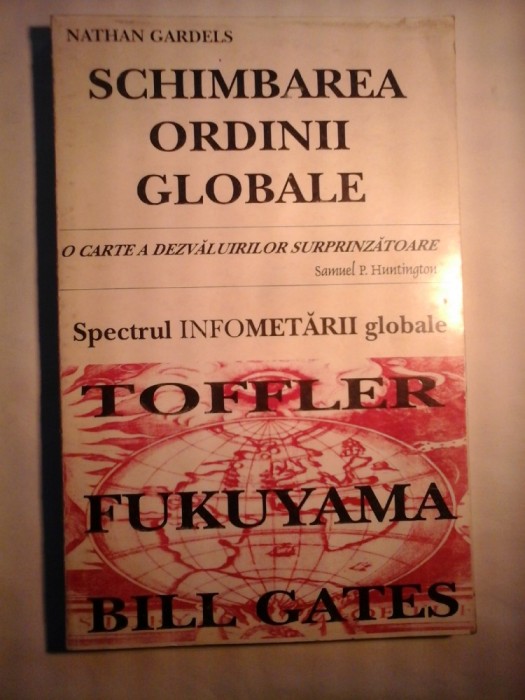 NATHAN GARDELS
SCHIMBAREA
ORDINII
GLOBALE
O CARTE A DEZVĂLUIRILOR SURPRINZĂTOARE
Samuel P. Huntington
Spectrul INFOMETĂRII globale
TOFFLER
FUKUYAMA
BILL GATES